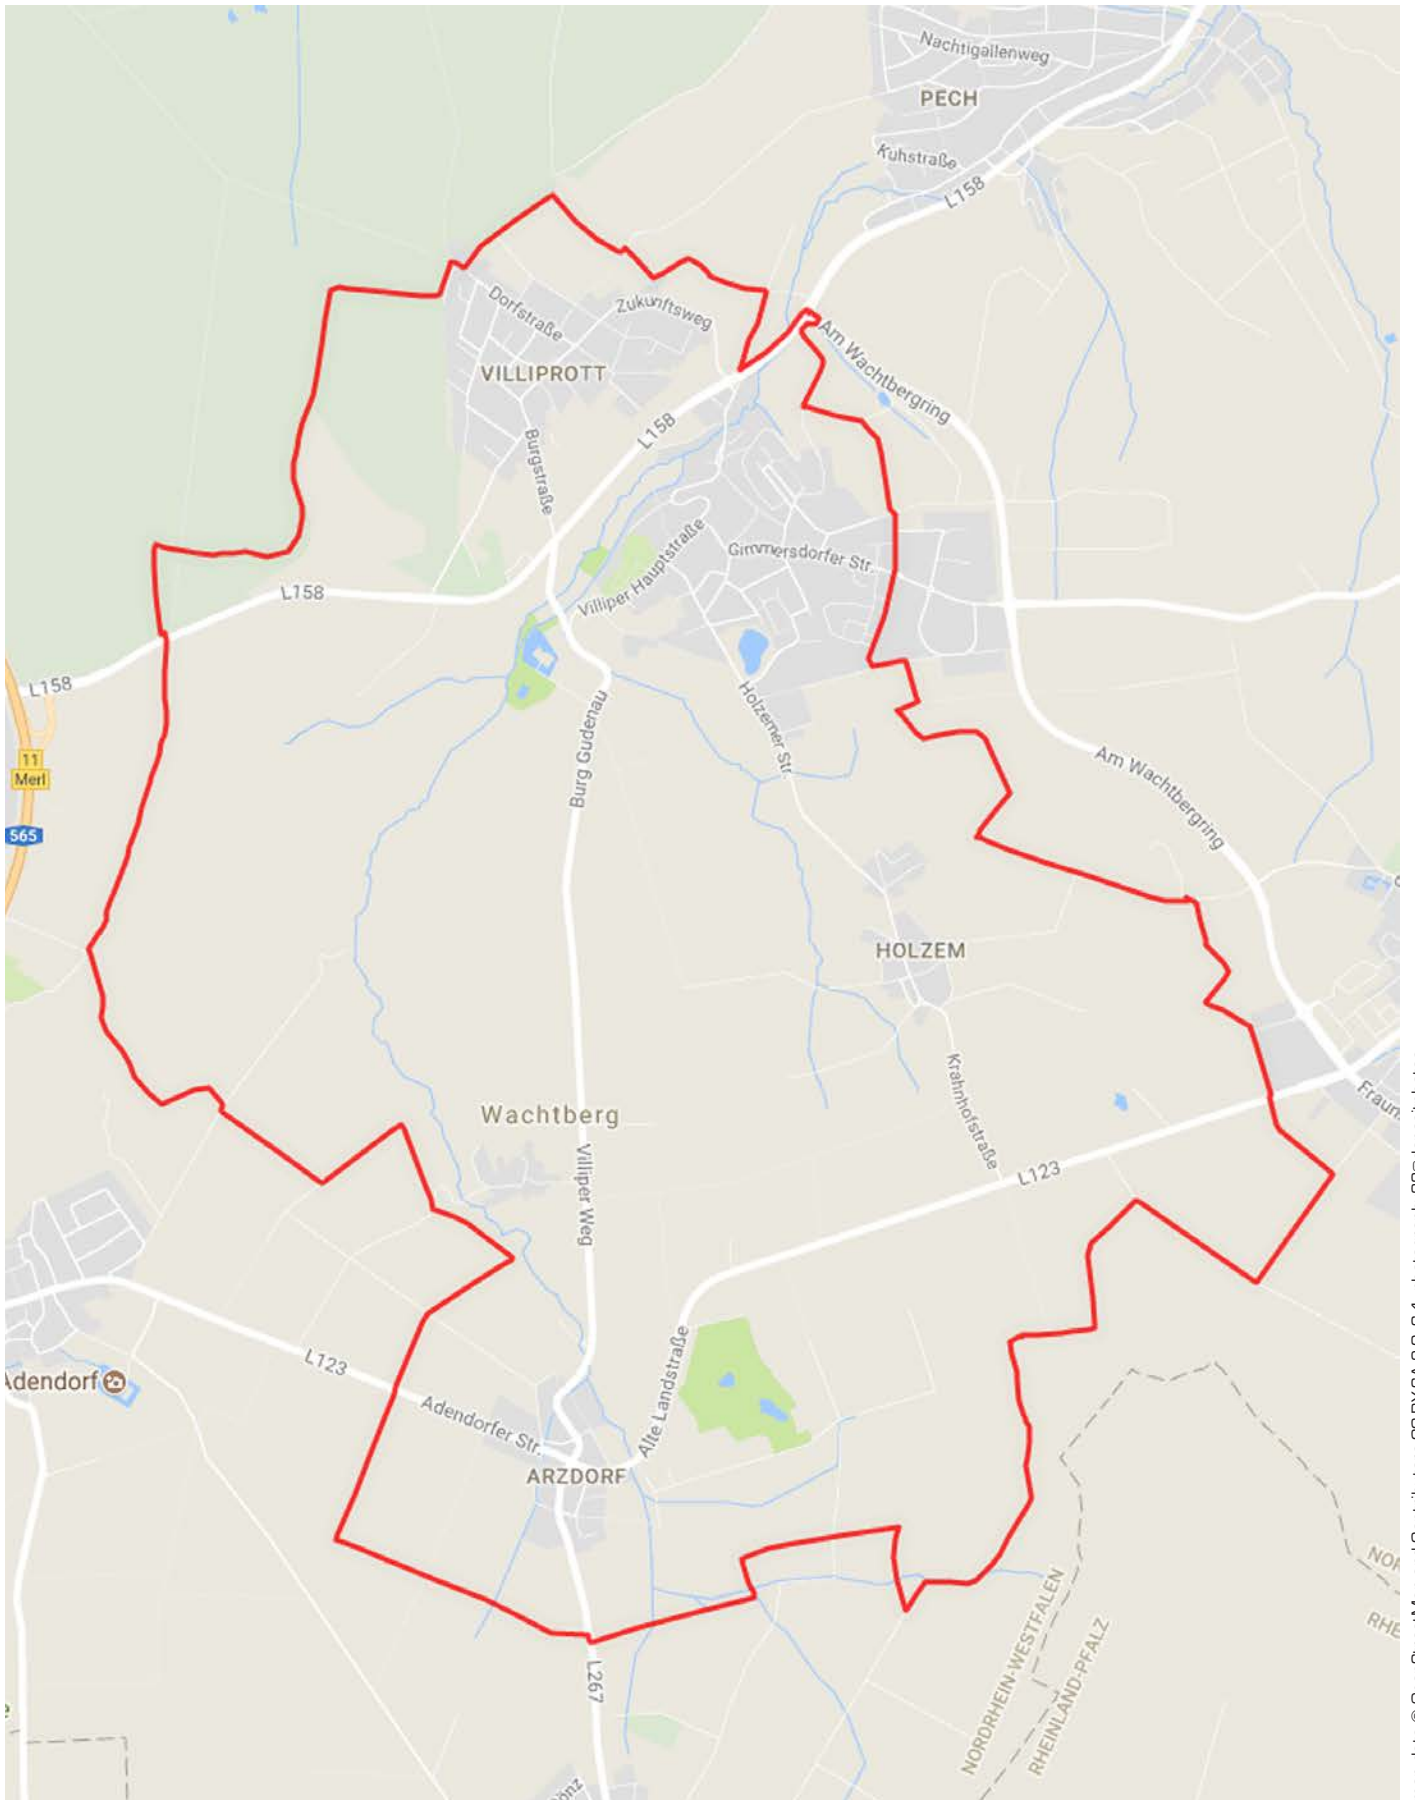 Nachtigallenweg
PECH
Kuhstraße
L158
Dorfstraße
Zukunftsweg
Am Wachtbergring
VILLIPROTT
L158
Burgstraße
Villiper Hauptstraße
Gimmersdorfer Str.
L158
L158
Holzemer Str.
Burg Gudenau
11
Merl
565
Am Wachtbergring
HOLZEM
Krahnhofstraße
Wachtberg
Villiper Weg
L123
Fraun
L123
Adendorf
Alte Landstraße
Adendorfer Str.
ARZDORF
NORDRHEIN-WESTFALEN
RHEINLAND-PFALZ
NOR
RHE
L267
önz